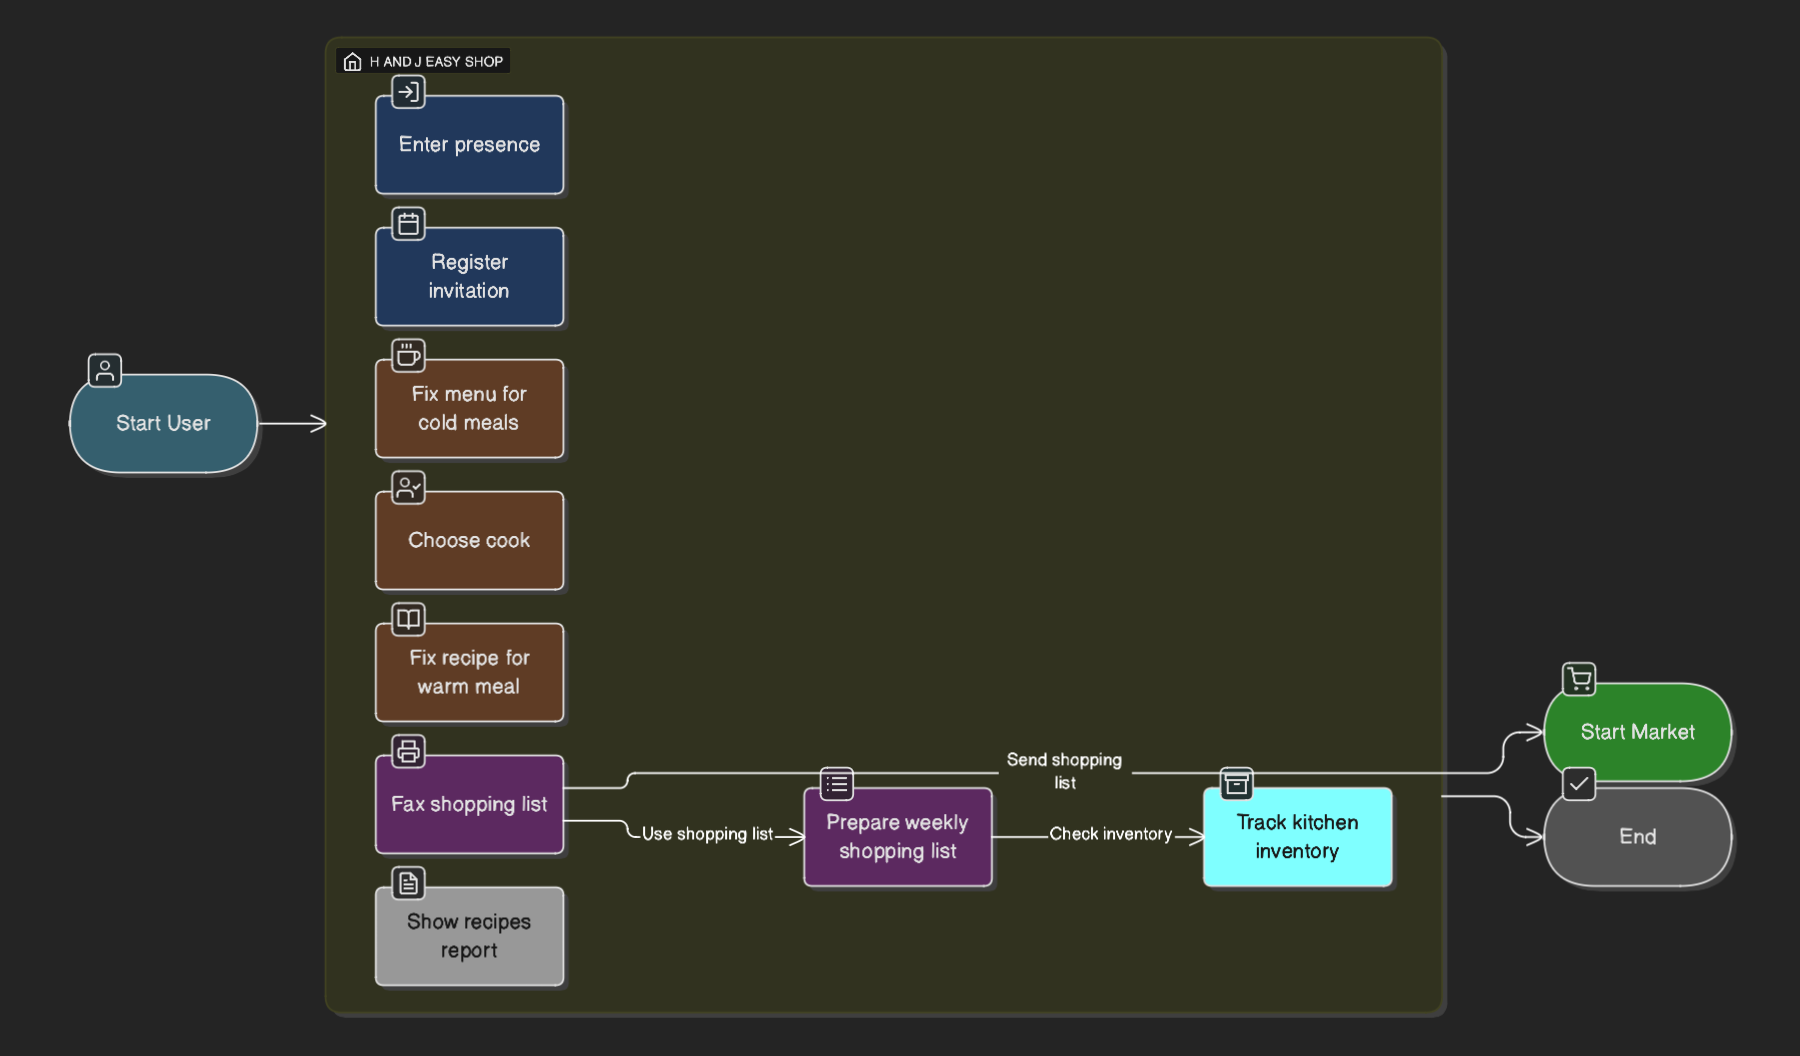 H AND J EASY SHOP
Enter presence
Register
invitation
Fix menu for
cold meals
Start User
Choose cook
Fix recipe for
warm meal
Fax shopping list
Send shopping
list
Use shopping list
Prepare weekly
shopping list
Check inventory
Track kitchen
inventory
Start Market
End
Show recipes
report